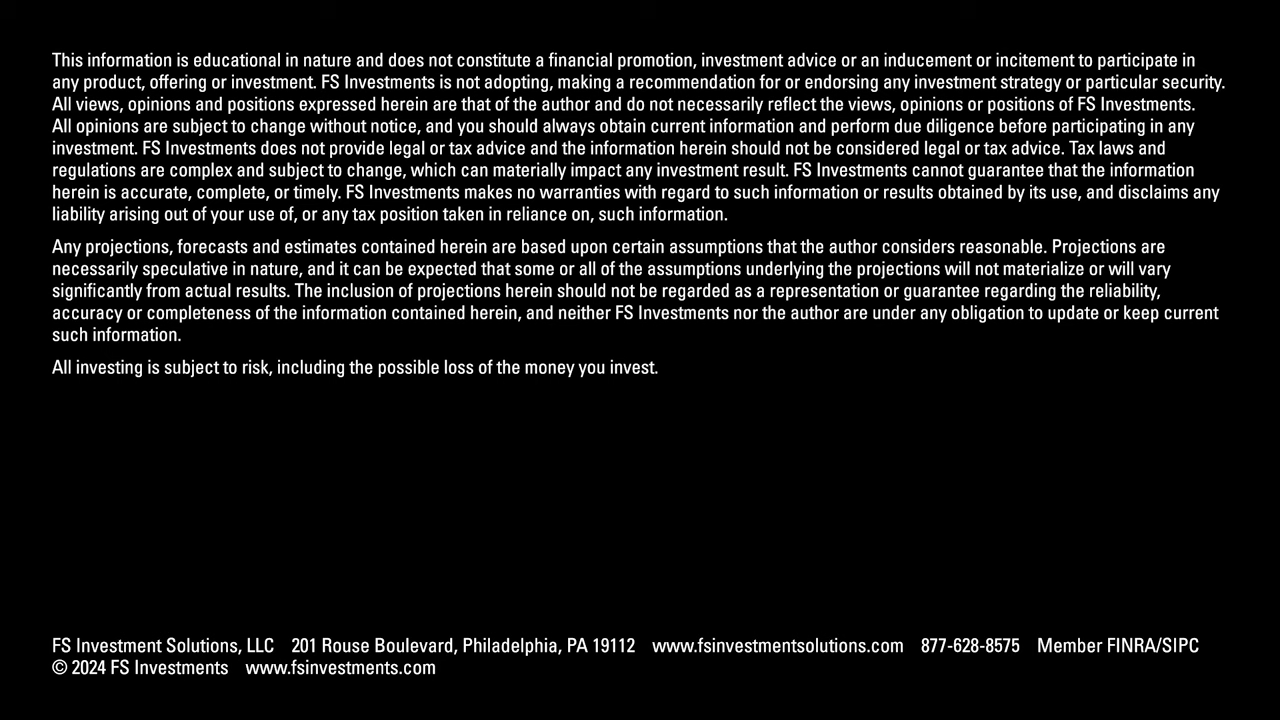 This information is educational in nature and does not constitute a financial promotion, investment advice or an inducement or incitement to participate in
any product, offering or investment. FS Investments is not adopting, making a recommendation for or endorsing any investment strategy or particular security.
All views, opinions and positions expressed herein are that of the author and do not necessarily reflect the views, opinions or positions of FS Investments.
All opinions are subject to change without notice, and you should always obtain current information and perform due diligence before participating in any
investment. FS Investments does not provide legal or tax advice and the information herein should not be considered legal or tax advice. Tax laws and
regulations are complex and subject to change, which can materially impact any investment result. FS Investments cannot guarantee that the information
herein is accurate, complete, or timely. FS Investments makes no warranties with regard to such information or results obtained by its use, and disclaims any
liability arising out of your use of, or any tax position taken in reliance on, such information.
Any projections, forecasts and estimates contained herein are based upon certain assumptions that the author considers reasonable. Projections are
necessarily speculative in nature, and it can be expected that some or all of the assumptions underlying the projections will not materialize or will vary
significantly from actual results. The inclusion of projections herein should not be regarded as a representation or guarantee regarding the reliability,
accuracy or completeness of the information contained herein, and neither FS Investments nor the author are under any obligation to update or keep current
such information.
All investing is subject to risk, including the possible loss of the money you invest.
FS Investment Solutions, LLC 201 Rouse Boulevard, Philadelphia, PA 19112 www.fsinvestmentsolutions.com 877-628-8575 Member FINRA/SIPC
© 2024 FS Investments www.fsinvestments.com